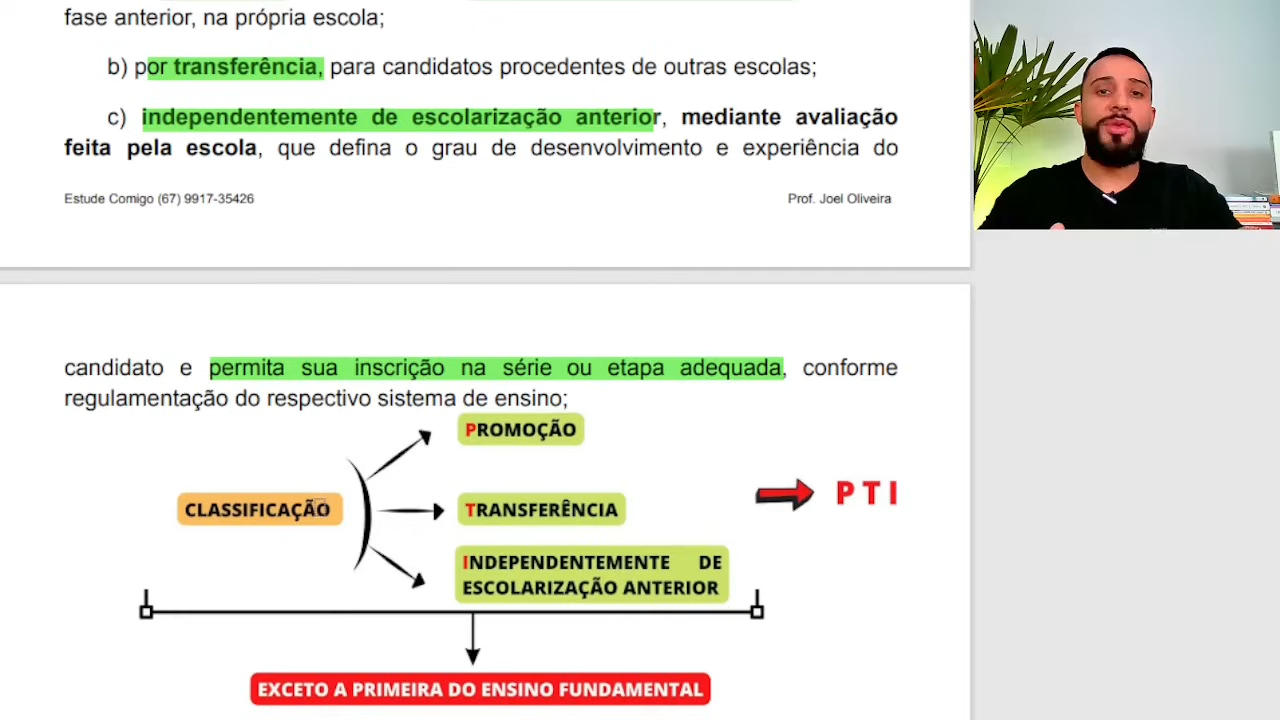 fase anterior, na própria escola;
b) por transferência, para candidatos procedentes de outras escolas;
c) independentemente de escolarização anterior, mediante avaliação
feita pela escola, que defina o grau de desenvolvimento e experiência do
Estude Comigo (67) 9917-35426 Prof. Joel Oliveira
candidato e permita sua inscrição na série ou etapa adequada, conforme
regulamentação do respectivo sistema de ensino;
PROMOÇÃO
CLASSIFICAÇÃO
TRANSFERÊNCIA
INDEPENDENTEMENTE DE
ESCOLARIZAÇÃO ANTERIOR
PTI
EXCETO A PRIMEIRA DO ENSINO FUNDAMENTAL